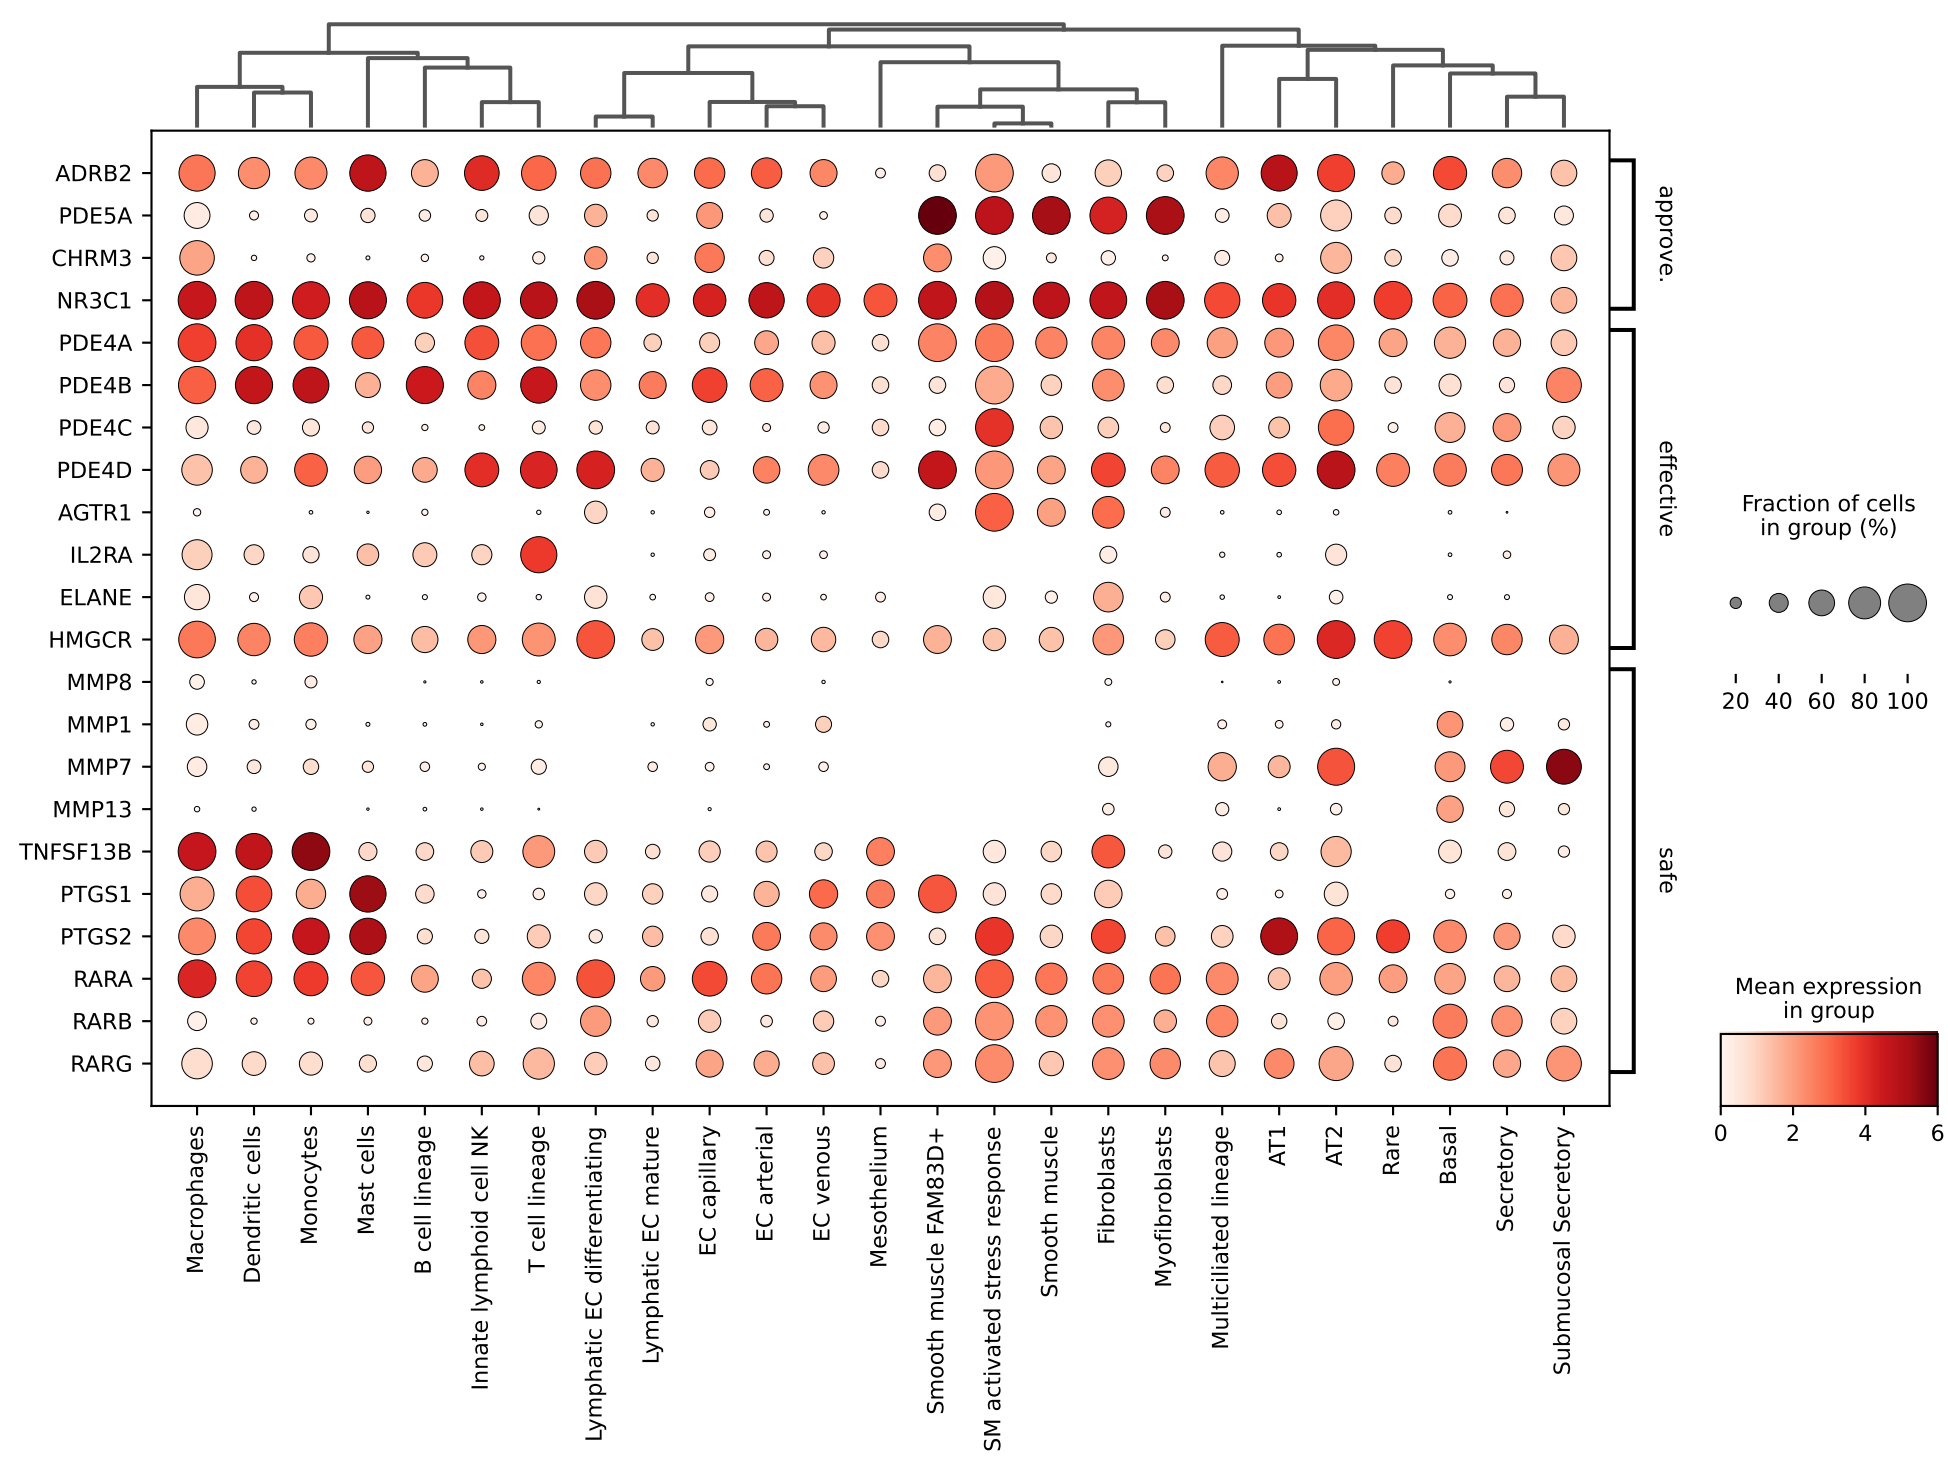 ADRB2
PDE5A
CHRM3
NR3C1
PDE4A
PDE4B
PDE4C
PDE4D
AGTR1
IL2RA
ELANE
HMGCR
MMP8
MMP1
MMP7
MMP13
TNFSF13B
PTGS1
PTGS2
RARA
RARB
RARG
approve.
effective
safe
Macrophages
Dendritic cells
Monocytes
Mast cells
B cell lineage
Innate lymphoid cell NK
T cell lineage
Lymphatic EC differentiating
Lymphatic EC mature
EC capillary
EC arterial
EC venous
Mesothelium
Smooth muscle FAM83D+
SM activated stress response
Smooth muscle
Fibroblasts
Myofibroblasts
Multiciliated lineage
AT1
AT2
Rare
Basal
Secretory
Submucosal Secretory
Fraction of cells
in group (%)
20 40 60 80 100
Mean expression
in group
0 2 4 6